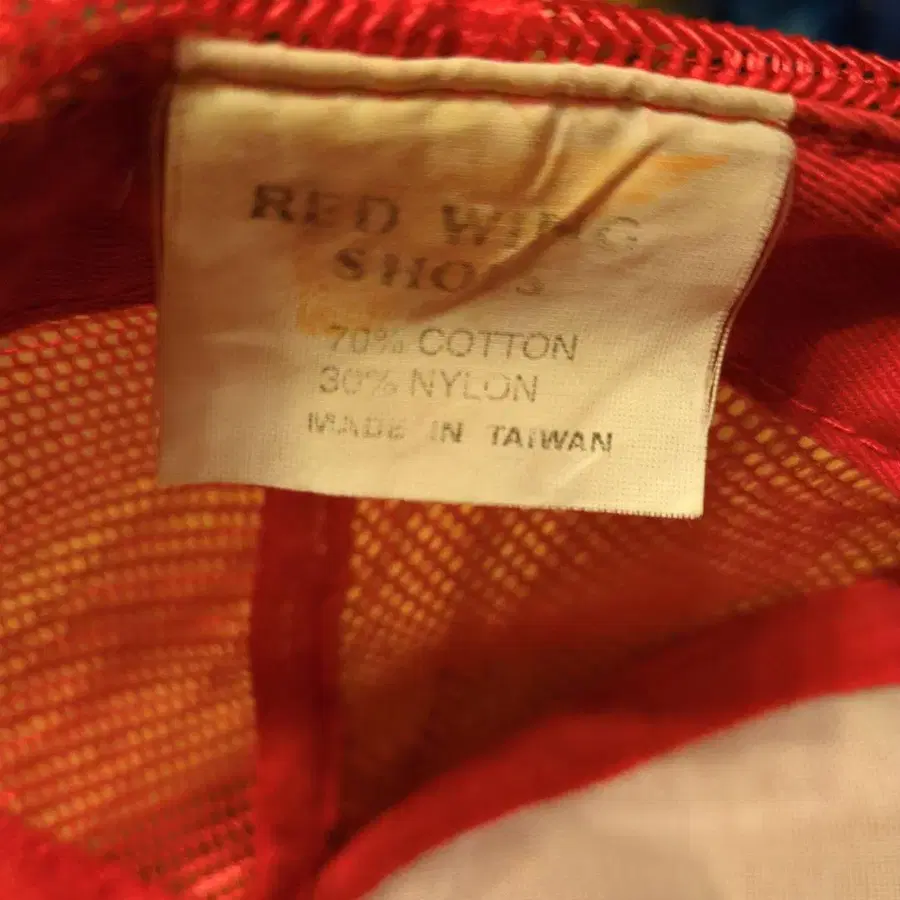 RED WING
SHOES
70% COTTON
30% NYLON
MADE IN TAIWAN